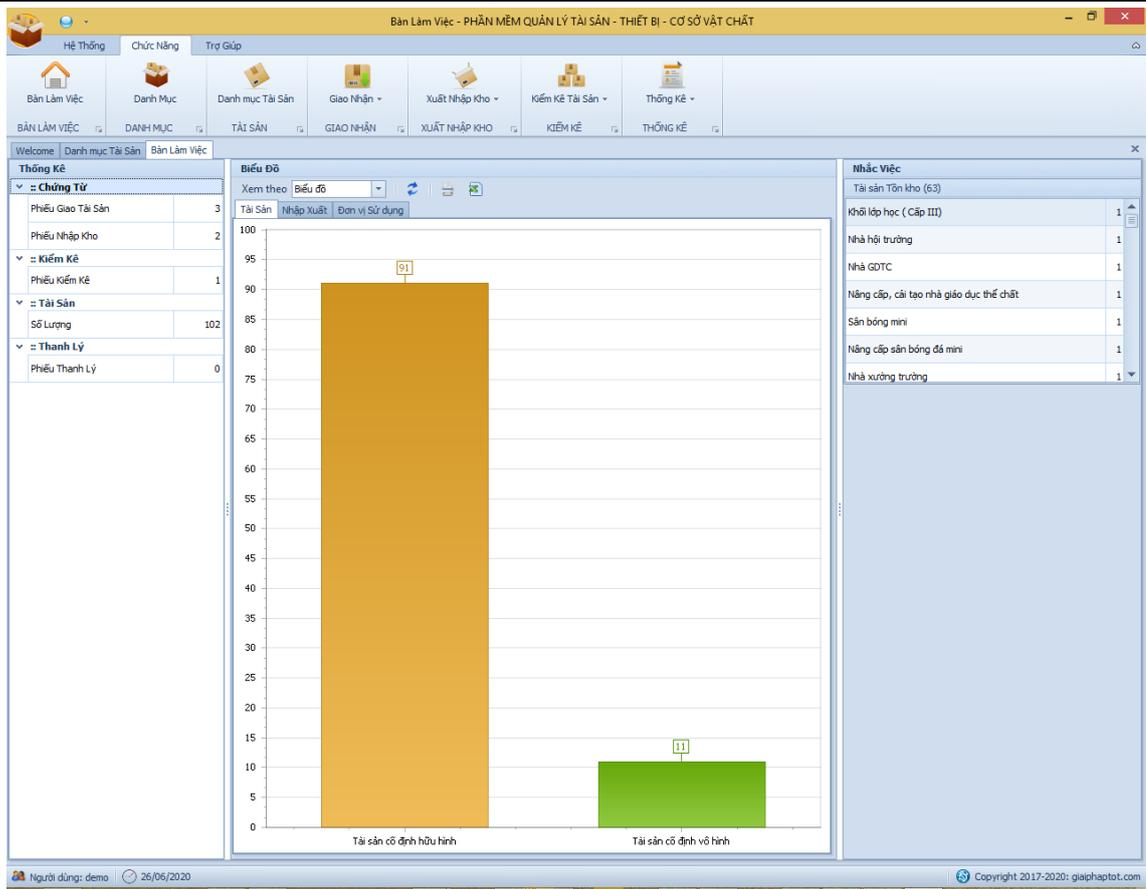 Bàn Làm Việc - PHẦN MỀM QUẢN LÝ TÀI SẢN - THIẾT BỊ - CƠ SỞ VẬT CHẤT
Hệ Thống Chức Năng Trợ Giúp
Bàn Làm Việc Danh Mục Danh mục Tài Sản Giao Nhận Xuất Nhập Kho Kiểm Kê Tài Sản Thống Kê
BÀN LÀM VIỆC DANH MỤC TÀI SẢN GIAO NHẬN XUẤT NHẬP KHO KIỂM KÊ THỐNG KÊ
Welcome Danh mục Tài Sản Bàn Làm Việc
Thống Kê
:: Chứng Từ
Phiếu Giao Tài Sản 3
Phiếu Nhập Kho 2
:: Kiểm Kê
Phiếu Kiểm Kê 1
:: Tài Sản
Số Lượng 102
:: Thanh Lý
Phiếu Thanh Lý 0
Biểu Đồ
Xem theo Biểu đồ
Tài Sản Nhập Xuất Đơn vị Sử dụng
100
95
90
85
80
75
70
65
60
55
50
45
40
35
30
25
20
15
10
5
0
91
11
Tài sản cố định hữu hình Tài sản cố định vô hình
Nhắc Việc
Tài sản Tồn kho (63)
Khối lớp học ( Cấp III) 1
Nhà hội trường 1
Nhà GDTC 1
Nâng cấp, cải tạo nhà giáo dục thể chất 1
Sân bóng mini 1
Nâng cấp sân bóng đá mini 1
Nhà xưởng trường 1
Người dùng: demo 26/06/2020 Copyright 2017-2020: giaiphaptot.com